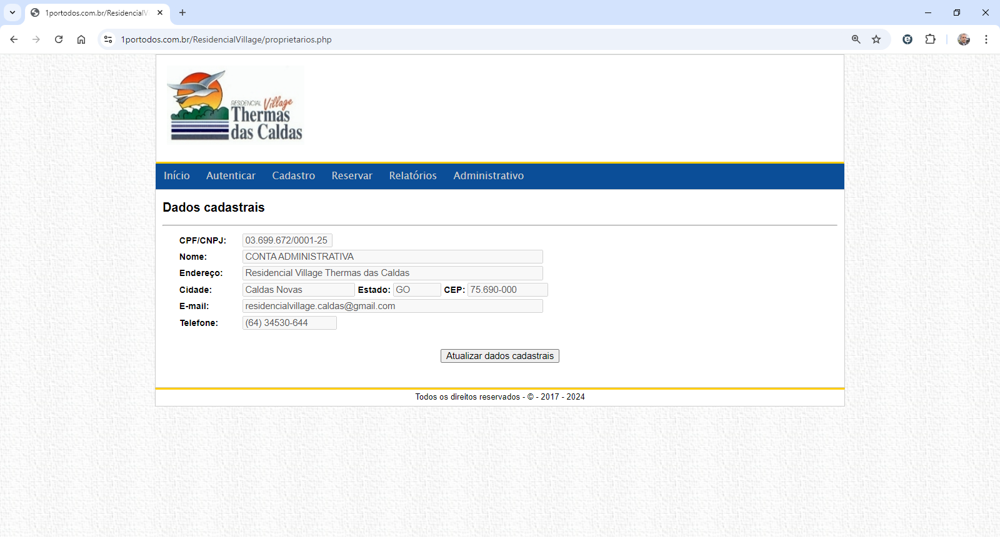 1portodos.com.br/ResidencialV
1portodos.com.br/ResidencialVillage/proprietarios.php
RESIDENCIAL Village
Thermas
das Caldas
Início Autenticar Cadastro Reservar Relatórios Administrativo
Dados cadastrais
CPF/CNPJ: 03.699.672/0001-25
Nome: CONTA ADMINISTRATIVA
Endereço: Residencial Village Thermas das Caldas
Cidade: Caldas Novas Estado: GO CEP: 75.690-000
E-mail: residencialvillage.caldas@gmail.com
Telefone: (64) 34530-644
Atualizar dados cadastrais
Todos os direitos reservados - © - 2017 - 2024